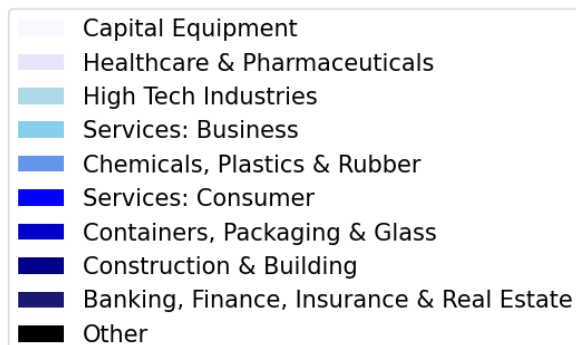 Capital Equipment
Healthcare & Pharmaceuticals
High Tech Industries
Services: Business
Chemicals, Plastics & Rubber
Services: Consumer
Containers, Packaging & Glass
Construction & Building
Banking, Finance, Insurance & Real Estate
Other